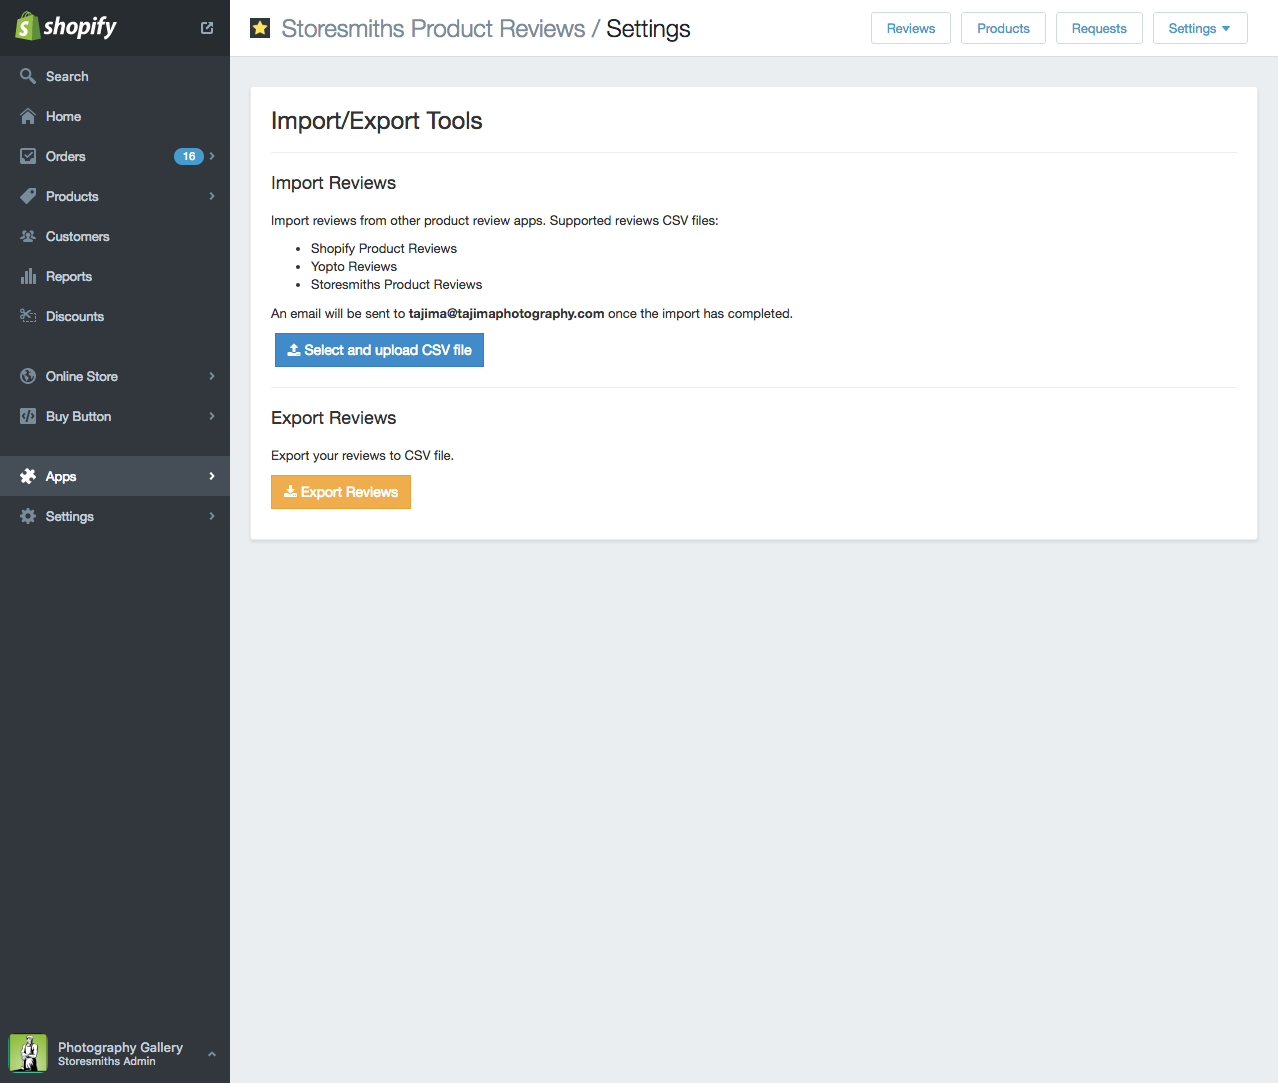 shopify
Search
Home
Orders 16
Products
Customers
Reports
Discounts
Online Store
Buy Button
Apps
Settings
Photography Gallery
Storesmiths Admin
Storesmiths Product Reviews / Settings
Reviews Products Requests Settings
Import/Export Tools
Import Reviews
Import reviews from other product review apps. Supported reviews CSV files:
• Shopify Product Reviews
• Yopto Reviews
• Storesmiths Product Reviews
An email will be sent to tajima@tajimaphotography.com once the import has completed.
Select and upload CSV file
Export Reviews
Export your reviews to CSV file.
Export Reviews